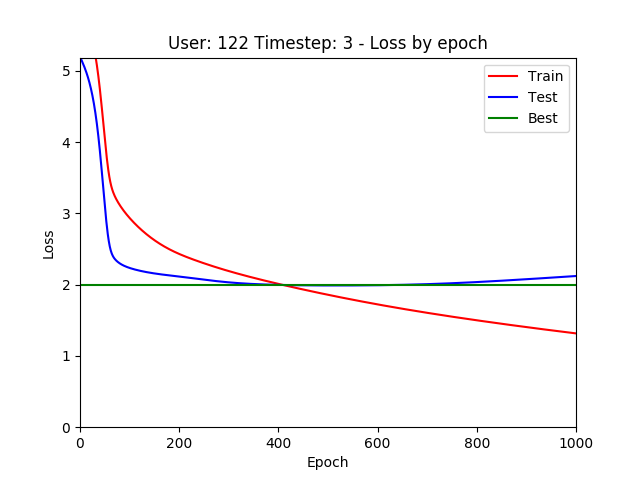 User: 122 Timestep: 3 - Loss by epoch
Train
Test
Best
Loss
5
4
3
2
1
0
0 200 400 600 800 1000
Epoch